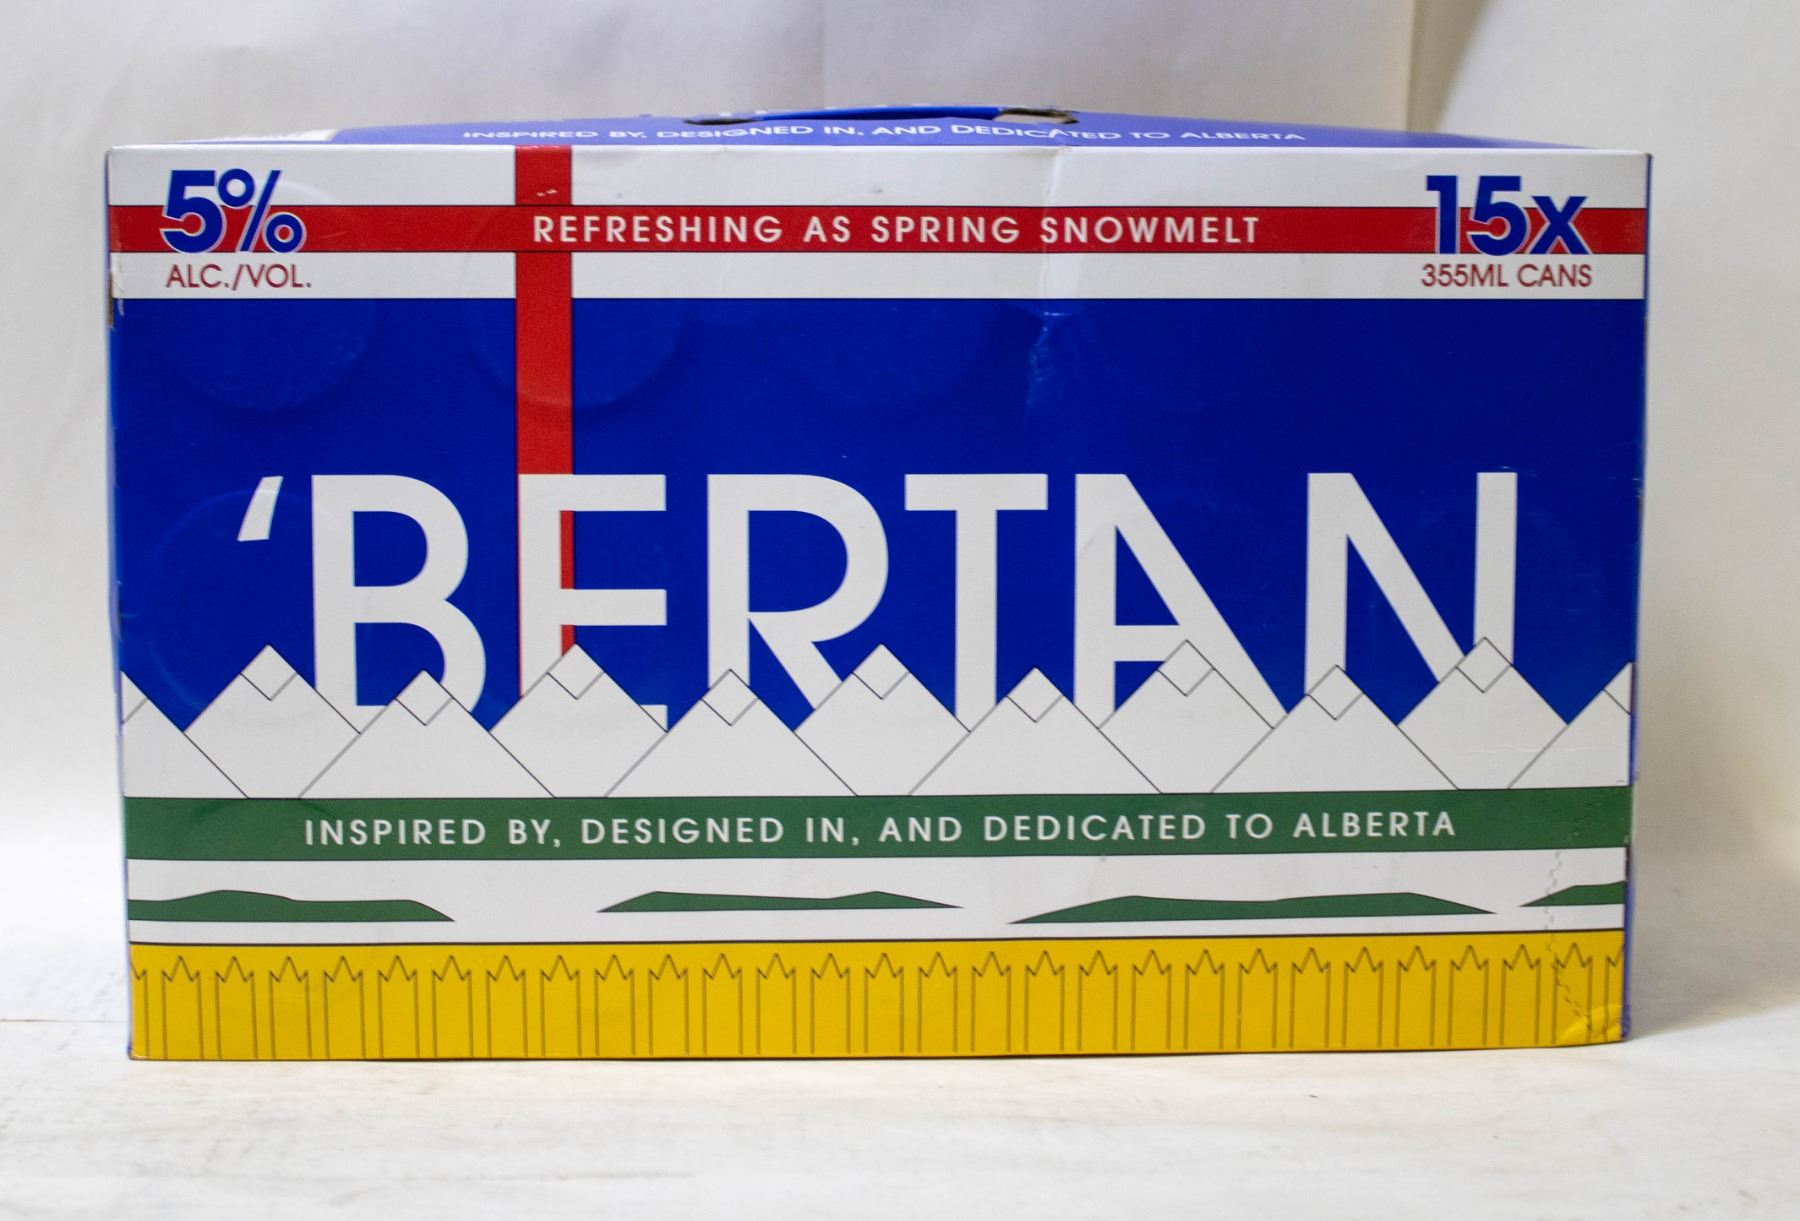 INSPIRED BY, DESIGNED IN, AND DEDICATED TO ALBERTA
5%
ALC./VOL.
REFRESHING AS SPRING SNOWMELT
15x
355ML CANS
‘BERTAN
INSPIRED BY, DESIGNED IN, AND DEDICATED TO ALBERTA